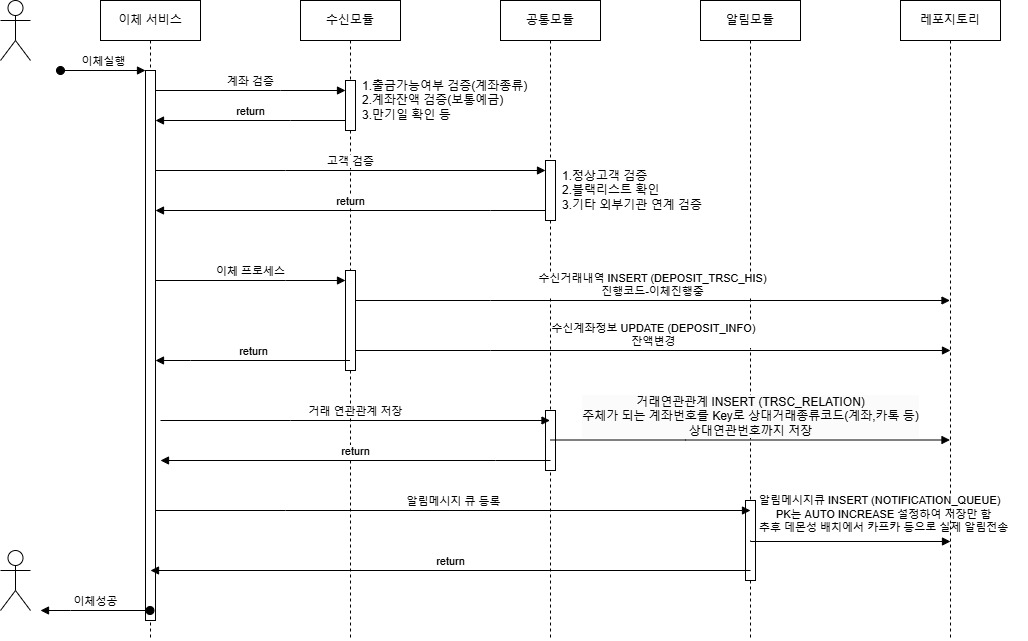 이체 서비스
수신모듈
공통모듈
알림모듈
레포지토리
이체실행
계좌 검증
1.출금가능여부 검증(계좌종류)
2.계좌잔액 검증(보통예금)
3.만기일 확인 등
return
고객 검증
1.정상고객 검증
2.블랙리스트 확인
3.기타 외부기관 연계 검증
return
이체 프로세스
수신거래내역 INSERT (DEPOSIT_TRSC_HIS)
진행코드-이체진행중
수신계좌정보 UPDATE (DEPOSIT_INFO)
잔액변경
return
거래 연관관계 저장
거래연관관계 INSERT (TRSC_RELATION)
주체가 되는 계좌번호를 Key로 상대거래종류코드(계좌,카톡 등)
상대연관번호까지 저장
return
알림메시지 큐 등록
알림메시지큐 INSERT (NOTIFICATION_QUEUE)
PK는 AUTO INCREASE 설정하여 저장만 함
추후 데몬성 배치에서 카프카 등으로 실제 알림전송
return
이체성공